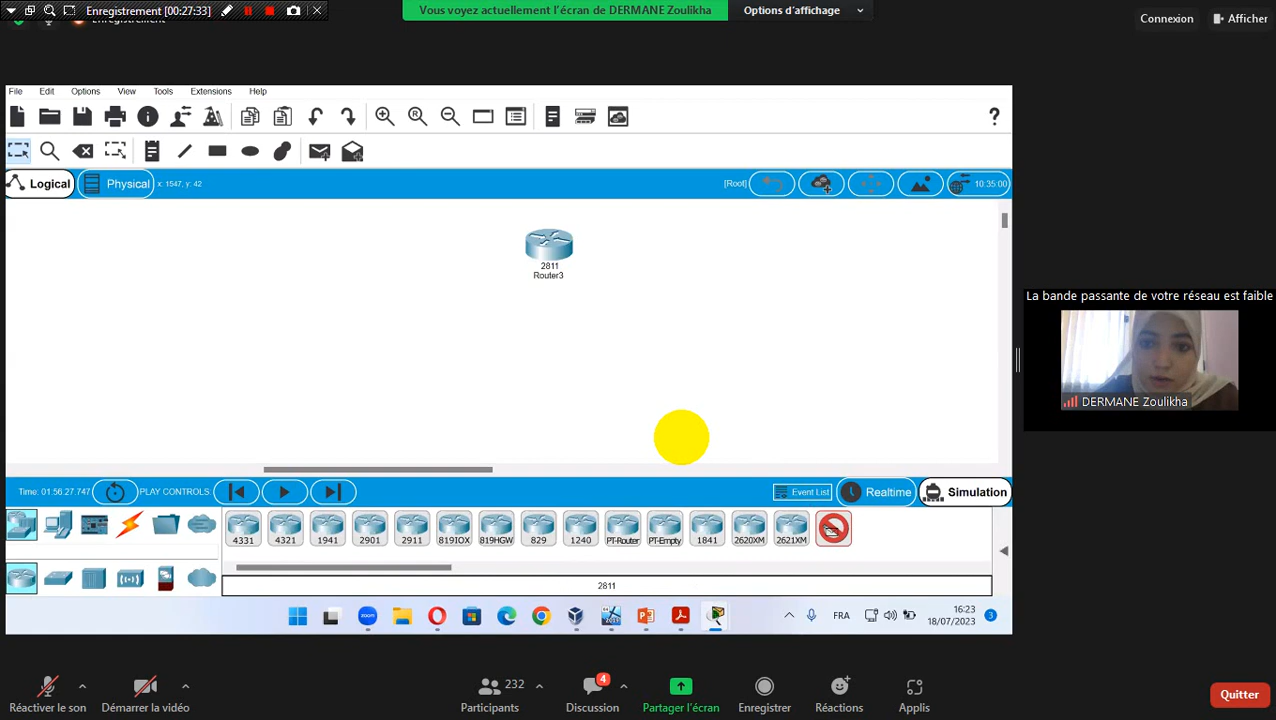 Enregistrement [00:27:33]
Enregistrement
Vous voyez actuellement l'écran de DERMANE Zoulikha
Options d'affichage
Connexion
Afficher
File Edit Options View Tools Extensions Help
R
?
Logical
Physical
x: 1547, y: 42
[Root]
10:35:00
2811
Router3
La bande passante de votre réseau est faible
DERMANE Zoulikha
Time: 01:56:27.747
PLAY CONTROLS
Event List
Realtime
Simulation
4331 4321 1941 2901 2911 819IOX 819HGW 829 1240 PT-Router PT-Empty 1841 2620XM 2621XM
2811
zoom
FRA
16:23
18/07/2023
3
232
4
Réactiver le son
Démarrer la vidéo
Participants
Discussion
Partager l'écran
Enregistrer
Réactions
Applis
Quitter